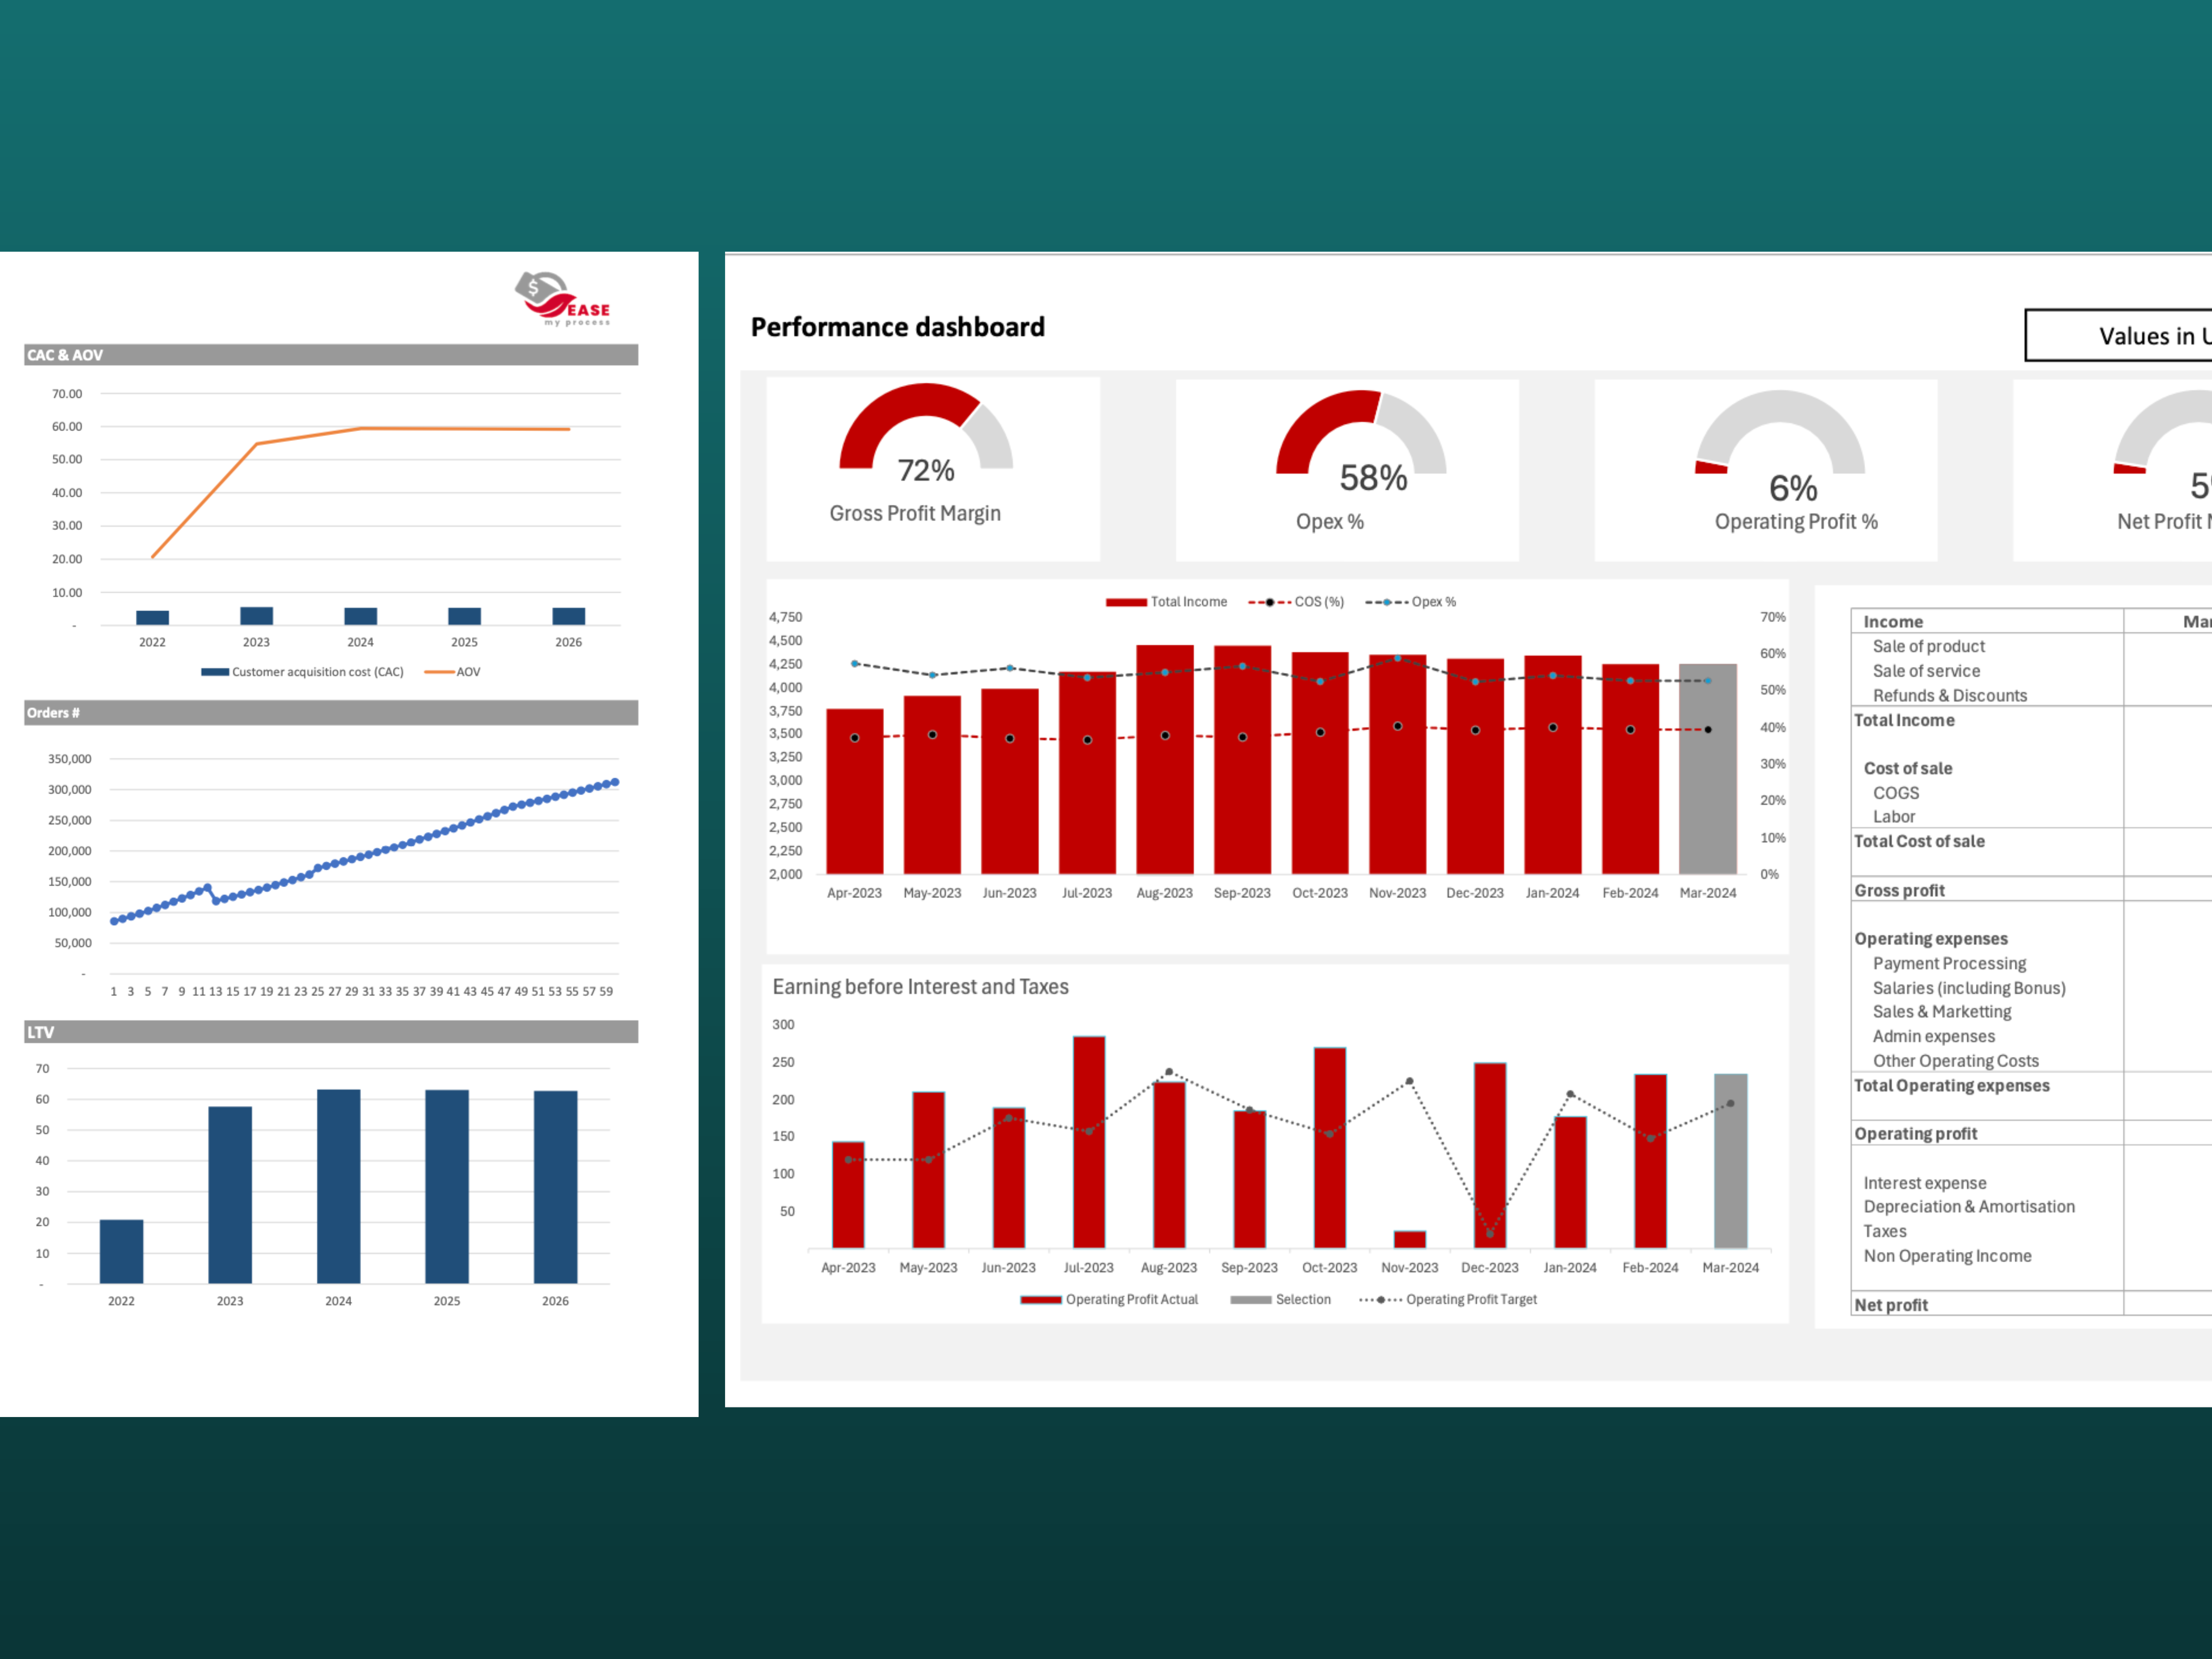 $
EASE
my process
CAC & AOV
70.00
60.00
50.00
40.00
30.00
20.00
10.00
-
2022 2023 2024 2025 2026
Customer acquisition cost (CAC) AOV
Orders #
350,000
300,000
250,000
200,000
150,000
100,000
50,000
-
1 3 5 7 9 11 13 15 17 19 21 23 25 27 29 31 33 35 37 39 41 43 45 47 49 51 53 55 57 59
LTV
70
60
50
40
30
20
10
-
2022 2023 2024 2025 2026
Performance dashboard
Values in U
72%
Gross Profit Margin
58%
Opex %
6%
Operating Profit %
5
Net Profit
Total Income COS (%) Opex %
4,750
4,500
4,250
4,000
3,750
3,500
3,250
3,000
2,750
2,500
2,250
2,000
70%
60%
50%
40%
30%
20%
10%
0%
Apr-2023 May-2023 Jun-2023 Jul-2023 Aug-2023 Sep-2023 Oct-2023 Nov-2023 Dec-2023 Jan-2024 Feb-2024 Mar-2024
Earning before Interest and Taxes
300
250
200
150
100
50
Apr-2023 May-2023 Jun-2023 Jul-2023 Aug-2023 Sep-2023 Oct-2023 Nov-2023 Dec-2023 Jan-2024 Feb-2024 Mar-2024
Operating Profit Actual Selection Operating Profit Target
Income Mar
Sale of product
Sale of service
Refunds & Discounts
Total Income
Cost of sale
COGS
Labor
Total Cost of sale
Gross profit
Operating expenses
Payment Processing
Salaries (including Bonus)
Sales & Marketting
Admin expenses
Other Operating Costs
Total Operating expenses
Operating profit
Interest expense
Depreciation & Amortisation
Taxes
Non Operating Income
Net profit